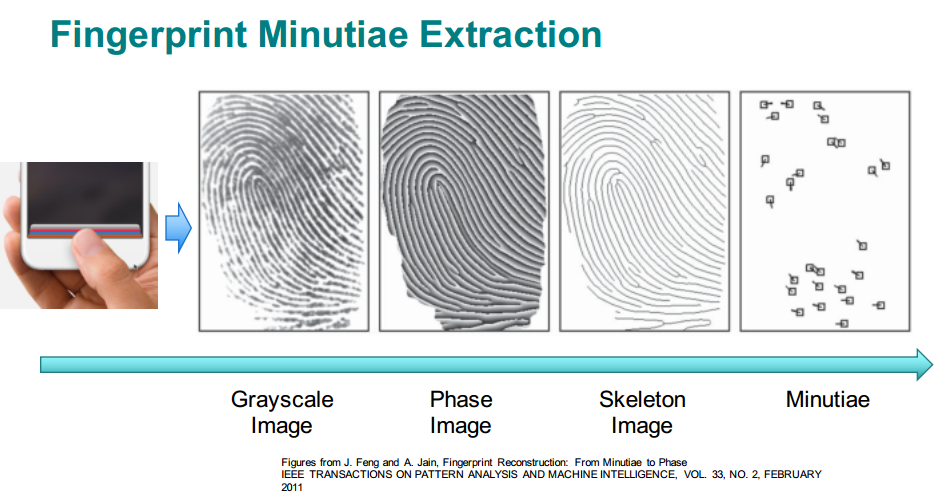 Fingerprint Minutiae Extraction
Grayscale
Image
Phase
Image
Skeleton
Image
Minutiae
Figures from J. Feng and A. Jain, Fingerprint Reconstruction: From Minutiae to Phase
IEEE TRANSACTIONS ON PATTERN ANALYSIS AND MACHINE INTELLIGENCE, VOL. 33, NO. 2, FEBRUARY
2011